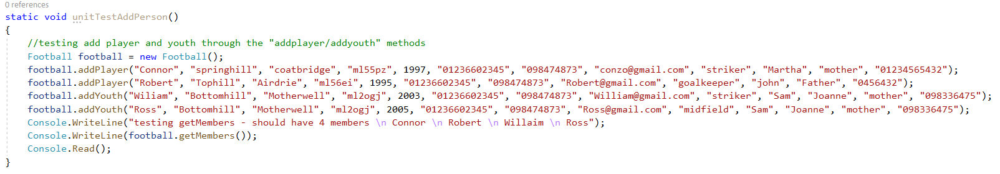 0 references
static void unitTestAddPerson()
{
//testing add player and youth through the "addplayer/addyouth" methods
Football football = new Football();
football.addPlayer("Connor", "springhill", "coatbridge", "ml55pz", 1997, "01236602345", "098474873", "conzo@gmail.com", "striker", "Martha", "mother", "01234565432");
football.addPlayer("Robert", "Tophill", "Airdrie", "ml56ei", 1995, "01236602345", "098474873", "Robert@gmail.com", "goalkeeper", "john", "Father", "0456432");
football.addYouth("Wiliam", "Bottomhill", "Motherwell", "ml2ogj", 2003, "01236602345", "098474873", "William@gmail.com", "striker", "Sam", "Joanne", "mother", "098336475");
football.addYouth("Ross", "Bottomhill", "Motherwell", "ml2ogj", 2005, "01236602345", "098474873", "Ross@gmail.com", "midfield", "Sam", "Joanne", "mother", "098336475");
Console.WriteLine("testing getMembers - should have 4 members \n Connor \n Robert \n Willaim \n Ross");
Console.WriteLine(football.getMembers());
Console.Read();
}